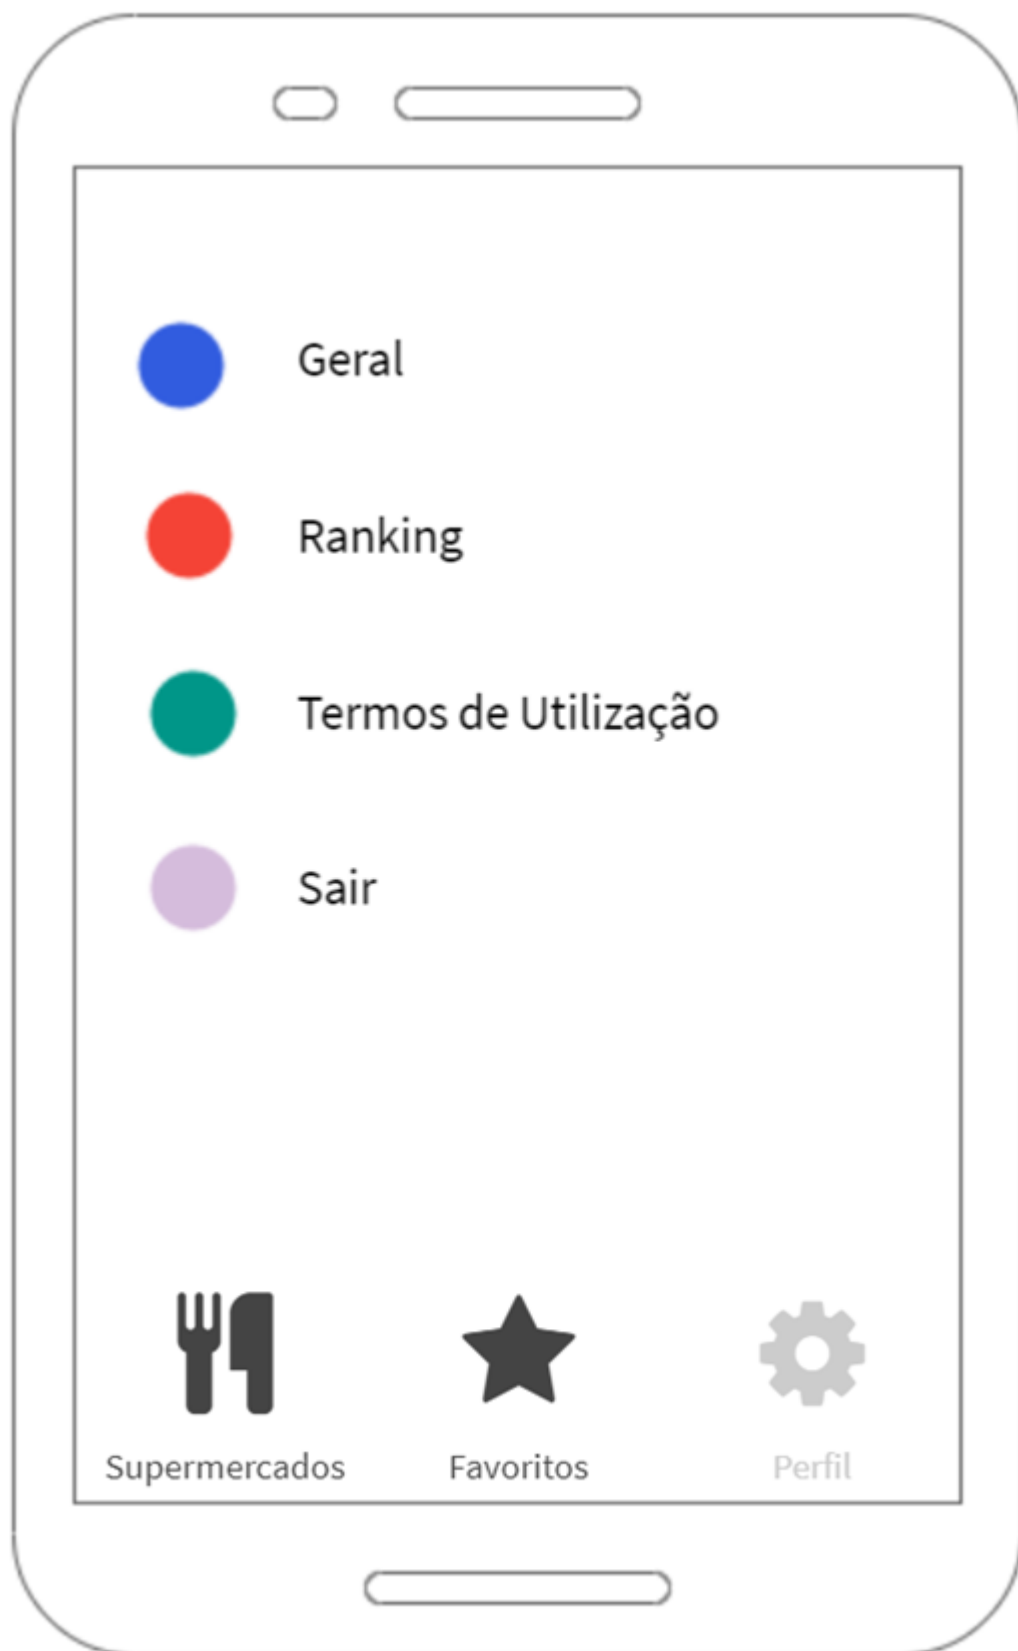 Geral
Ranking
Termos de Utilização
Sair
Supermercados Favoritos Perfil